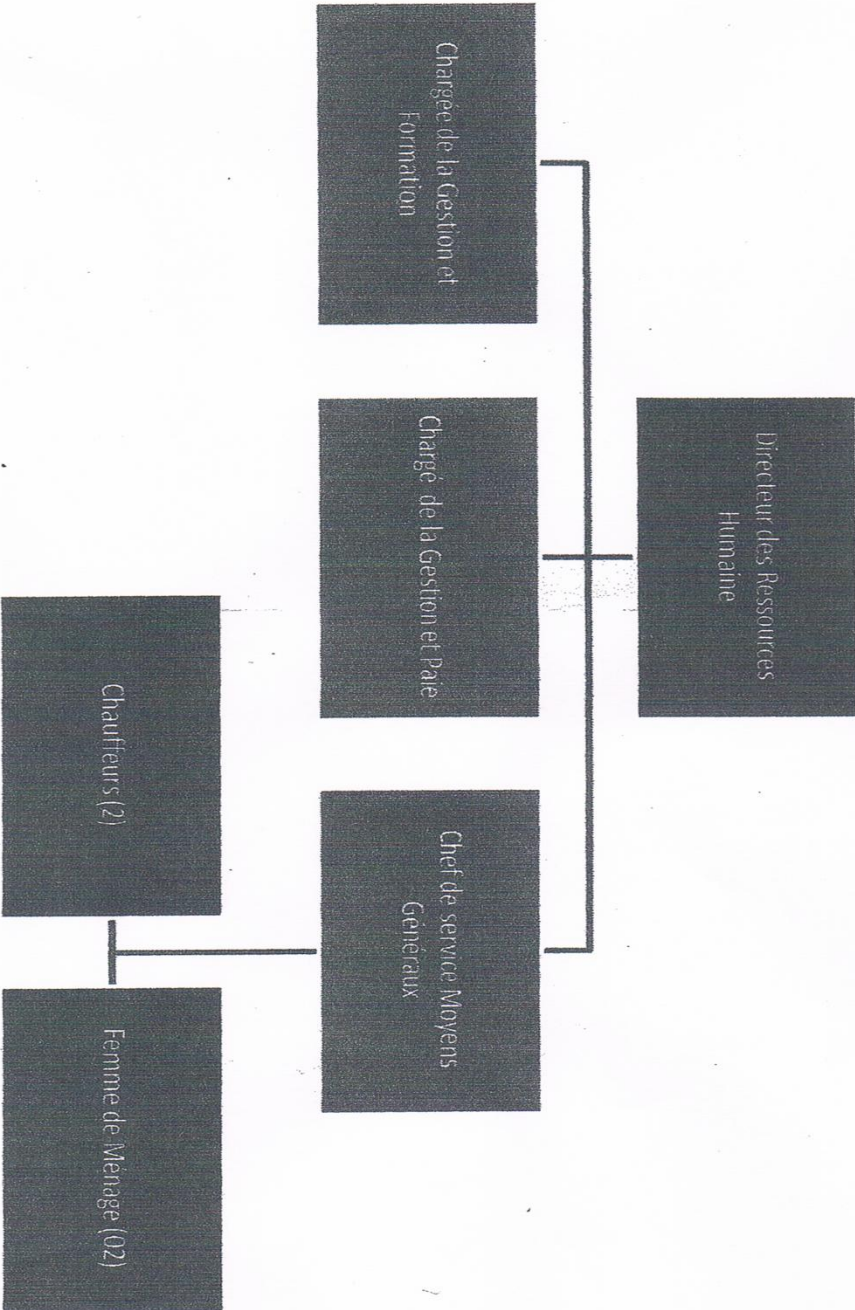 Directeur des Ressources
Humaine
Chargée de la Gestion et
Formation
Chargé de la Gestion et Paie
Chef de service Moyens
Généraux
Chauffeurs (2)
Femme de Ménage (02)